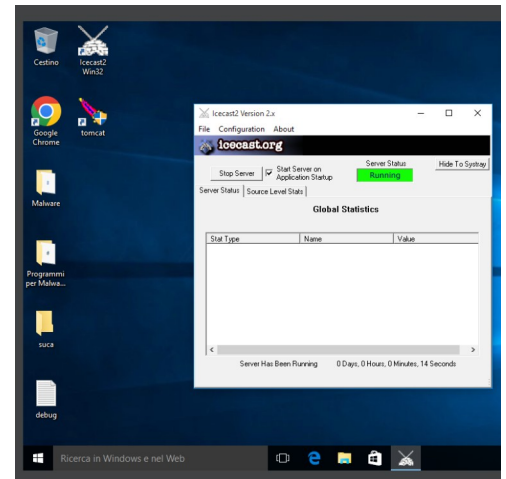 Cestino
Icecast2
Win32
Google
Chrome
tomcat
Malware
Programmi
per Malwa...
suca
debug
Icecast2 Version 2.x
File Configuration About
icecast.org
Stop Server
Start Server on
Application Startup
Server Status
Running
Hide To Systray
Server Status Source Level Stats
Global Statistics
Stat Type Name Value
Server Has Been Running 0 Days, 0 Hours, 0 Minutes, 14 Seconds
Ricerca in Windows e nel Web